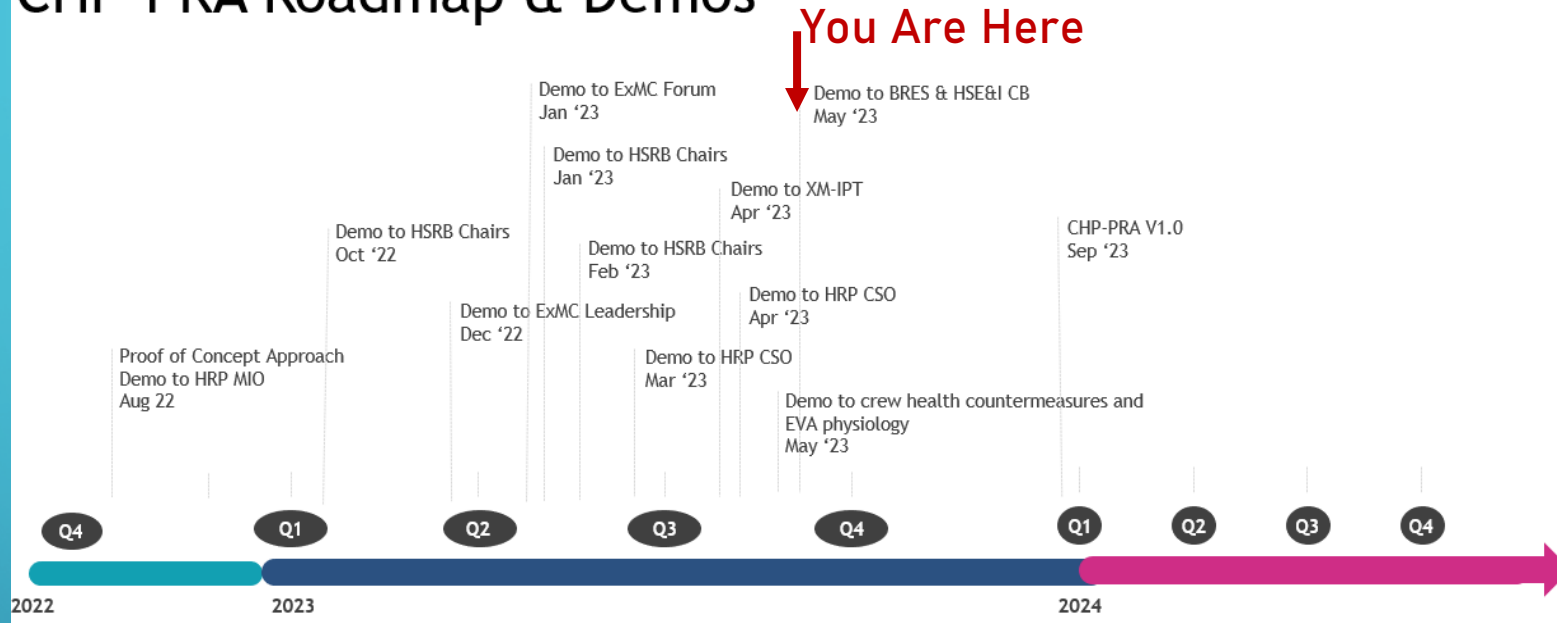 CHP-PRA Roadmap & Demos
You Are Here
Demo to ExMC Forum
Jan ‘23
Demo to BRES & HSE&I CB
May ‘23
Demo to HSRB Chairs
Jan ‘23
Demo to XM-IPT
Apr ‘23
Demo to HSRB Chairs
Oct ‘22
Demo to HSRB Chairs
Feb ‘23
CHP-PRA V1.0
Sep ‘23
Demo to ExMC Leadership
Dec ‘22
Demo to HRP CSO
Apr ‘23
Proof of Concept Approach
Demo to HRP MIO
Aug 22
Demo to HRP CSO
Mar ‘23
Demo to crew health countermeasures and
EVA physiology
May ‘23
Q4
Q1
Q2
Q3
Q4
Q1
Q2
Q3
Q4
2022
2023
2024